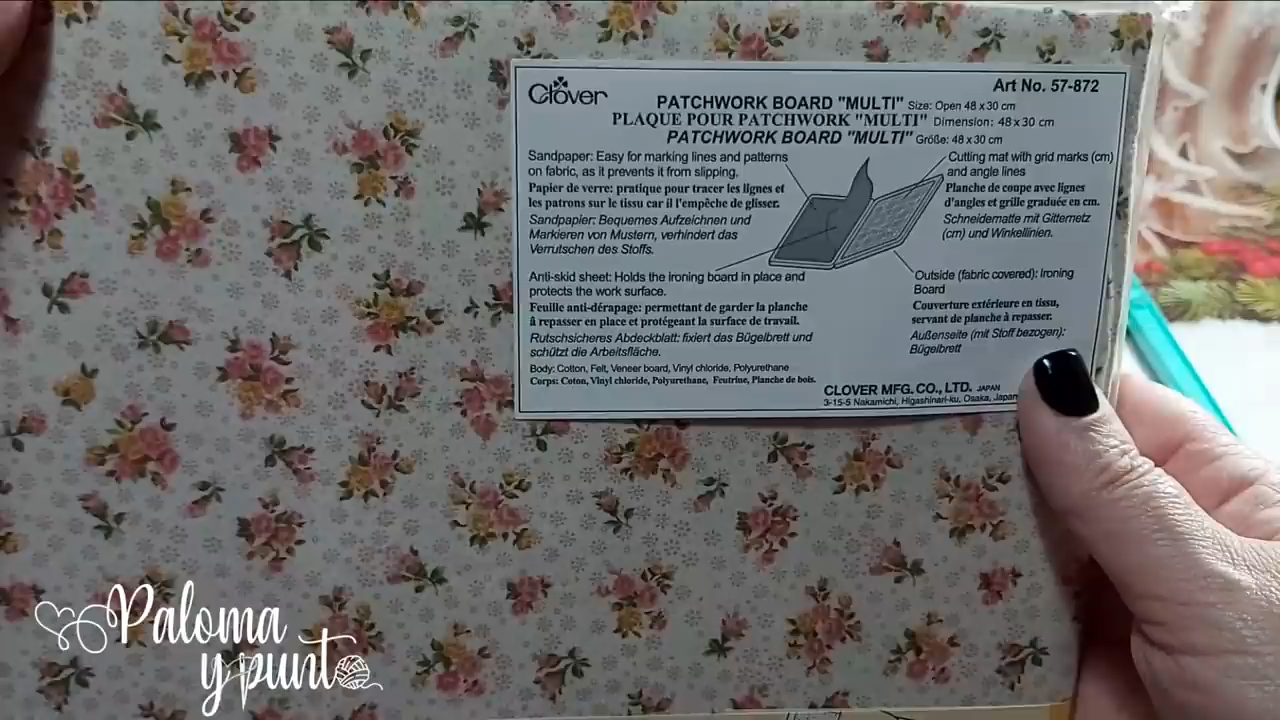 Clover
Art No. 57-872
PATCHWORK BOARD "MULTI" Size: Open 48 x 30 cm
PLAQUE POUR PATCHWORK "MULTI" Dimension: 48 x 30 cm
PATCHWORK BOARD "MULTI" Größe: 48 x 30 cm
Sandpaper: Easy for marking lines and patterns
on fabric, as it prevents it from slipping.
Papier de verre: pratique pour tracer les lignes et
les patrons sur le tissu car il l'empêche de glisser.
Sandpapier: Bequemes Aufzeichnen und
Markieren von Mustern, verhindert das
Verrutschen des Stoffs.
Cutting mat with grid marks (cm)
and angle lines
Planche de coupe avec lignes
d'angles et grille graduée en cm.
Schneidematte mit Gitternetz
(cm) und Winkellinien.
Anti-skid sheet: Holds the ironing board in place and
protects the work surface.
Feuille anti-dérapage: permettant de garder la planche
à repasser en place et protégeant la surface de travail.
Rutschsicheres Abdeckblatt: fixiert das Bügelbrett und
schützt die Arbeitsfläche.
Outside (fabric covered): Ironing
Board
Couverture extérieure en tissu,
servant de planche à repasser.
Außenseite (mit Stoff bezogen):
Bügelbrett
Body: Cotton, Felt, Veneer board, Vinyl chloride, Polyurethane
Corps: Coton, Vinyl chloride, Polyurethane, Feutrine, Planche de bois.
CLOVER MFG. CO., LTD. JAPAN
3-15-5 Nakamichi, Higashinari-ku, Osaka, Japan
Paloma
y punto